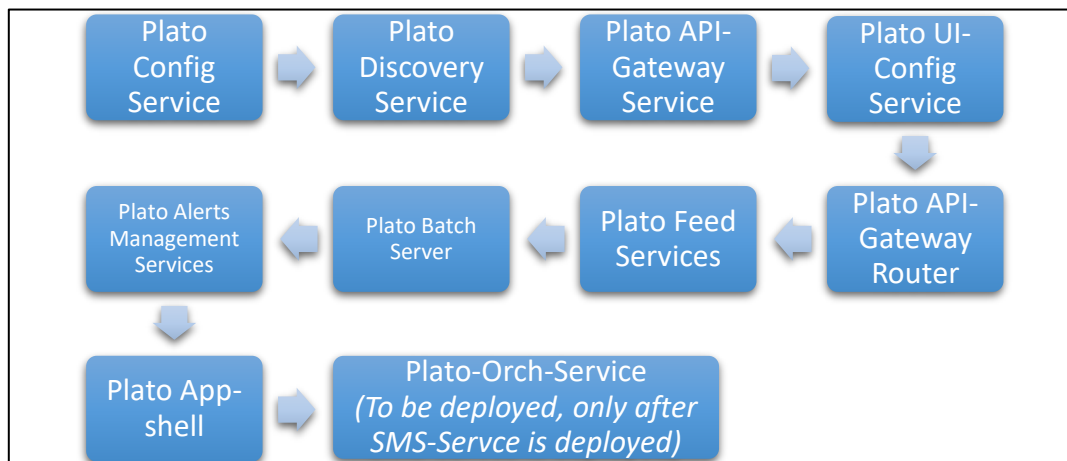 Plato
Config
Service
Plato
Discovery
Service
Plato API-
Gateway
Service
Plato UI-
Config
Service
Plato API-
Gateway
Router
Plato Feed
Services
Plato Batch
Server
Plato Alerts
Management
Services
Plato App-
shell
Plato-Orch-Service
(To be deployed, only after
SMS-Servce is deployed)